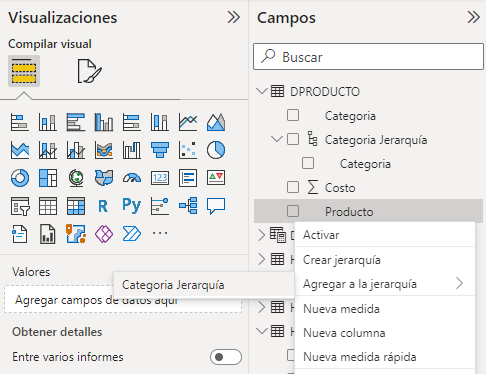 Visualizaciones
Compilar visual
123
R
Py
Valores
Agregar campos de datos aquí
Obtener detalles
Entre varios informes
Campos
Buscar
DPRODUCTO
Categoria
Categoria Jerarquía
Categoria
Costo
Producto
Activar
Crear jerarquía
Agregar a la jerarquía
Categoria Jerarquía
Nueva medida
Nueva columna
Nueva medida rápida